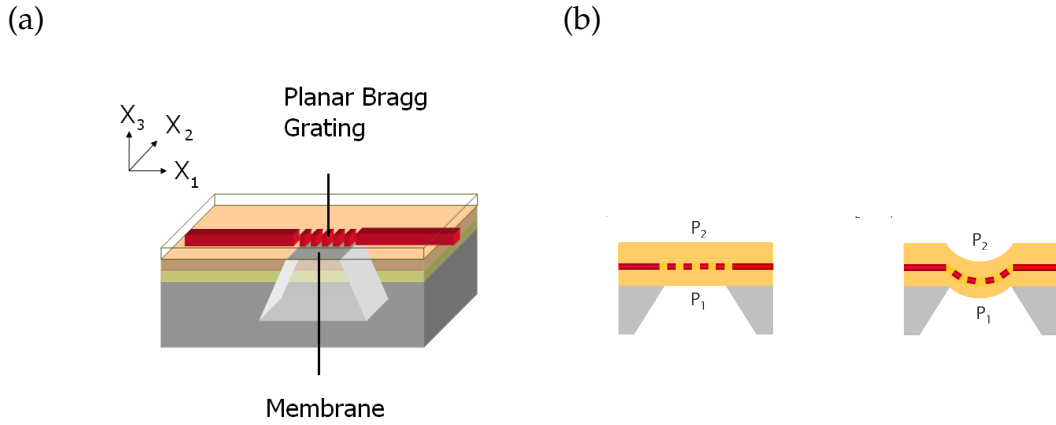 (a)
(b)
Planar Bragg
Grating
X3
X2
X1
Membrane
P2
P1
P2
P1